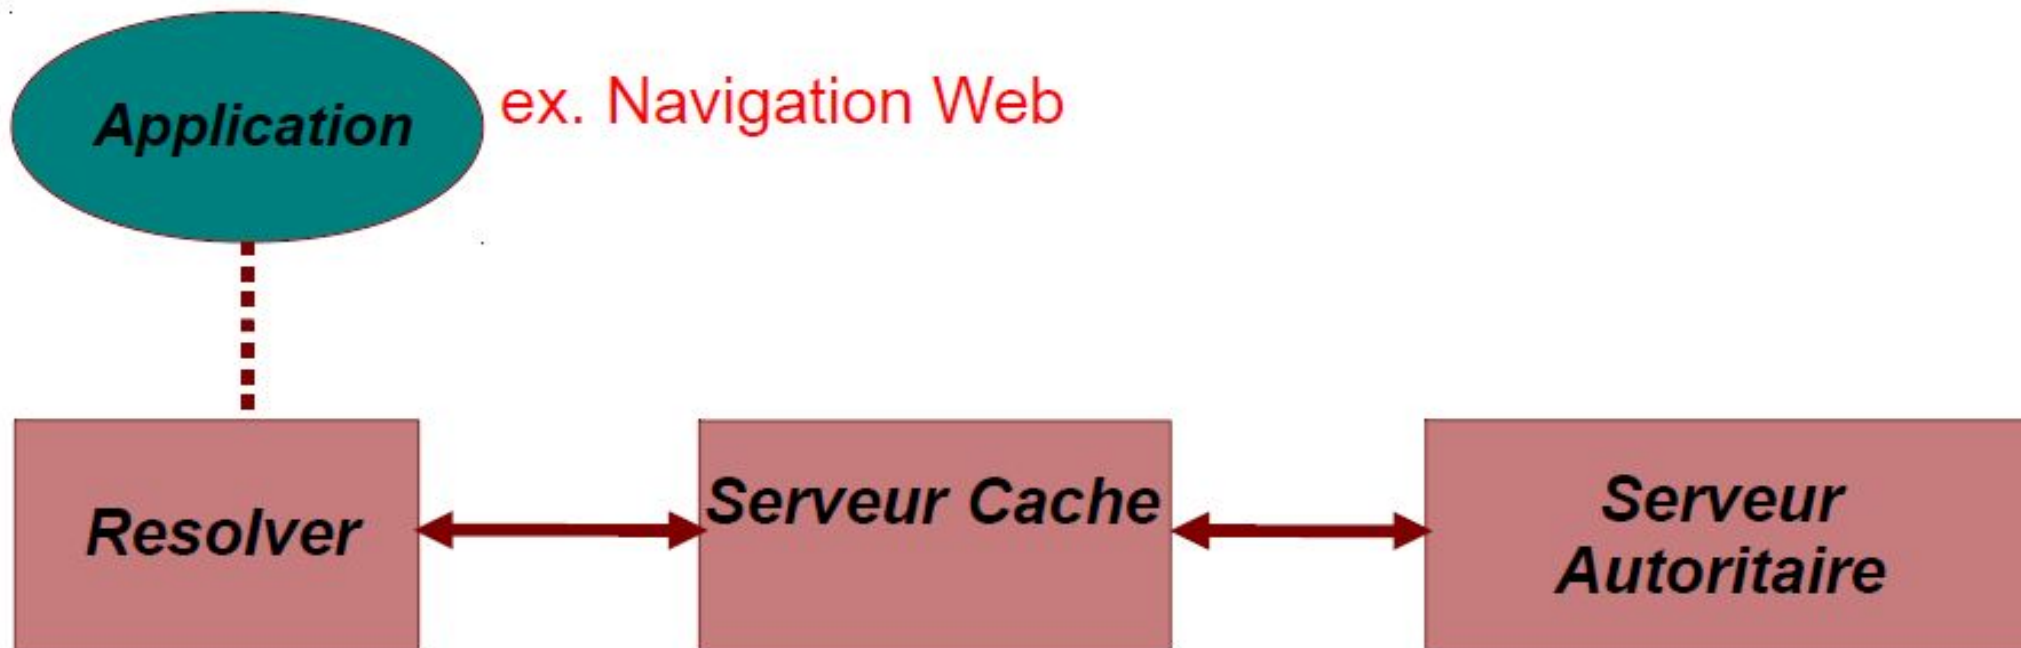 Application
ex. Navigation Web
Resolver
Serveur Cache
Serveur
Autoritaire